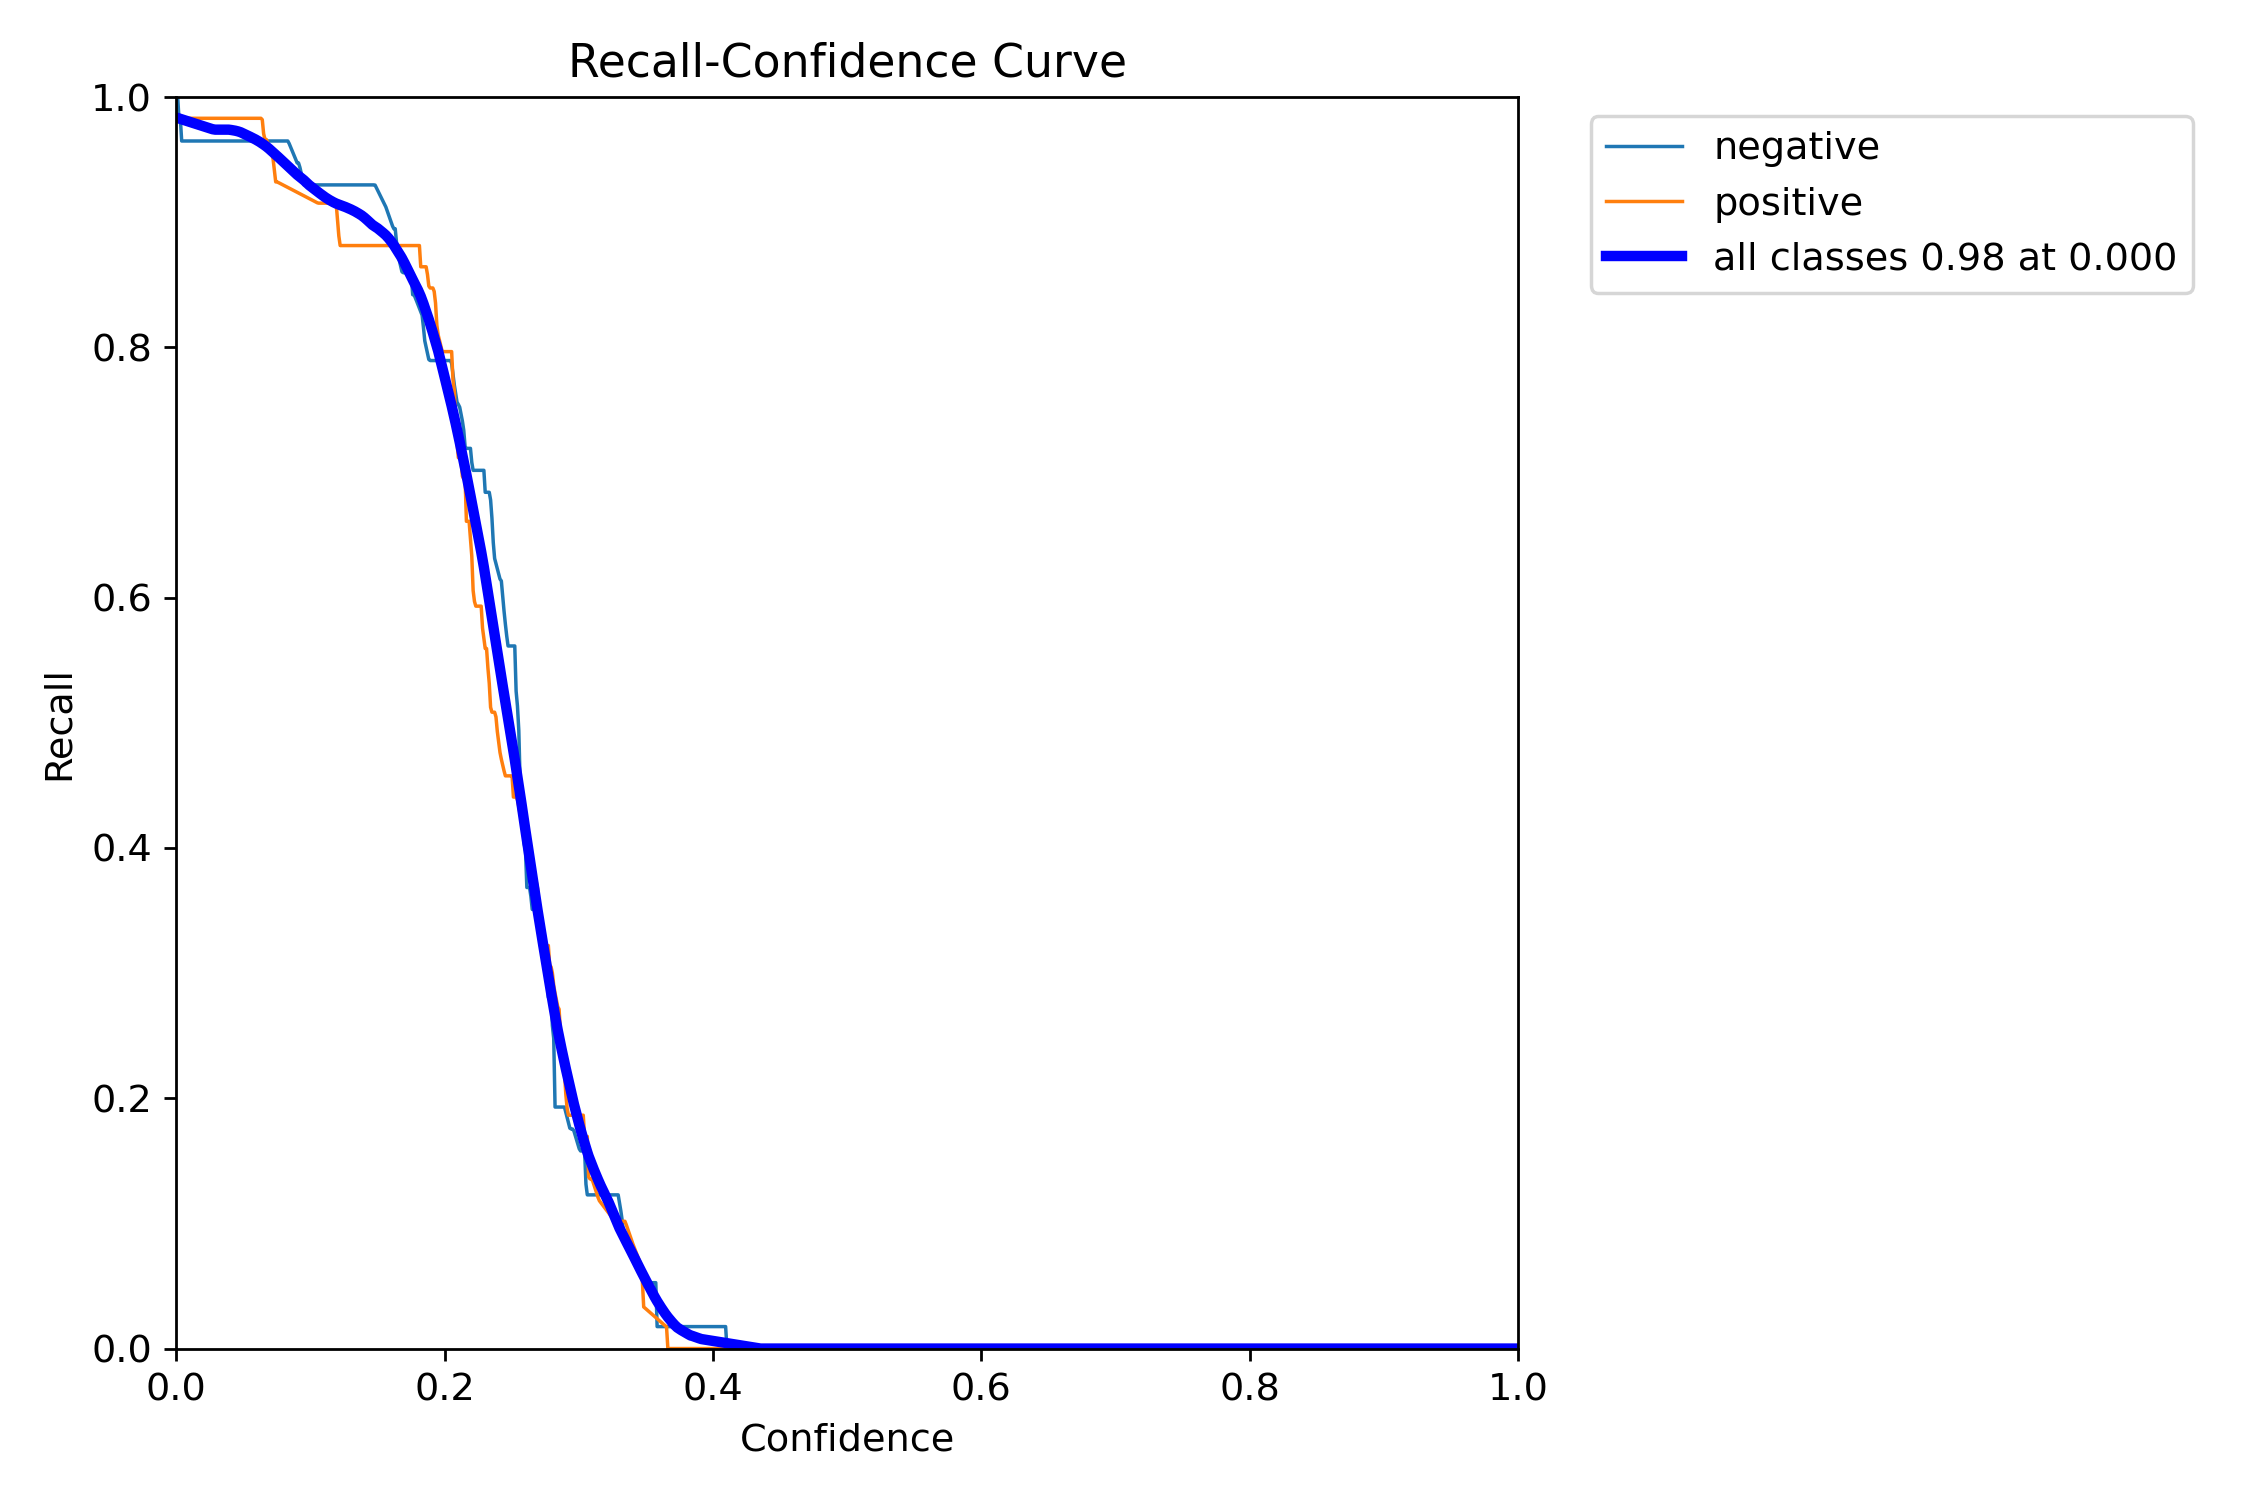 Recall-Confidence Curve
negative
positive
all classes 0.98 at 0.000
1.0
0.8
0.6
0.4
0.2
0.0
Recall
0.0 0.2 0.4 0.6 0.8 1.0
Confidence